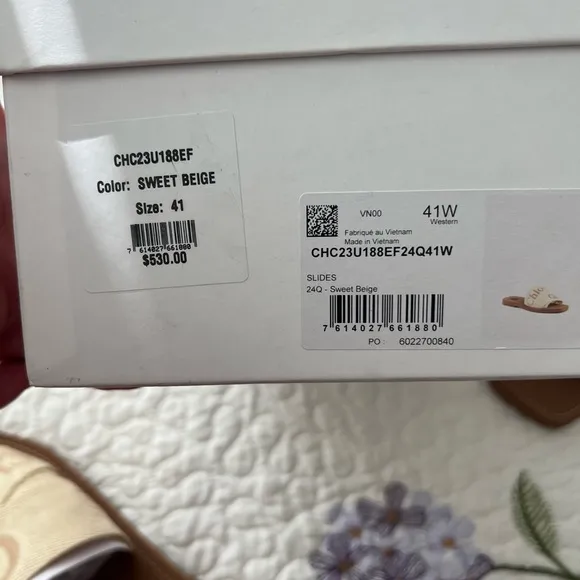 CHC23U188EF
Color: SWEET BEIGE
Size: 41
7 614027 661880
$530.00
VN00
41W
Western
Fabriqué au Vietnam
Made in Vietnam
CHC23U188EF24Q41W
SLIDES
24Q - Sweet Beige
7 614027 661880
PO : 6022700840